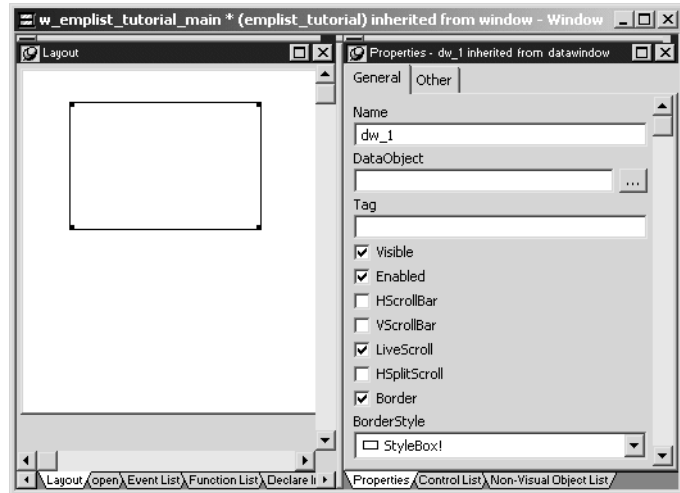 w_emplist_tutorial_main * (emplist_tutorial) inherited from window - Window
Layout
Properties - dw_1 inherited from datawindow
General Other
Name
dw_1
DataObject
...
Tag
Visible
Enabled
HScrollBar
VScrollBar
LiveScroll
HSplitScroll
Border
BorderStyle
StyleBox!
Layout open Event List Function List Declare I
Properties Control List Non-Visual Object List